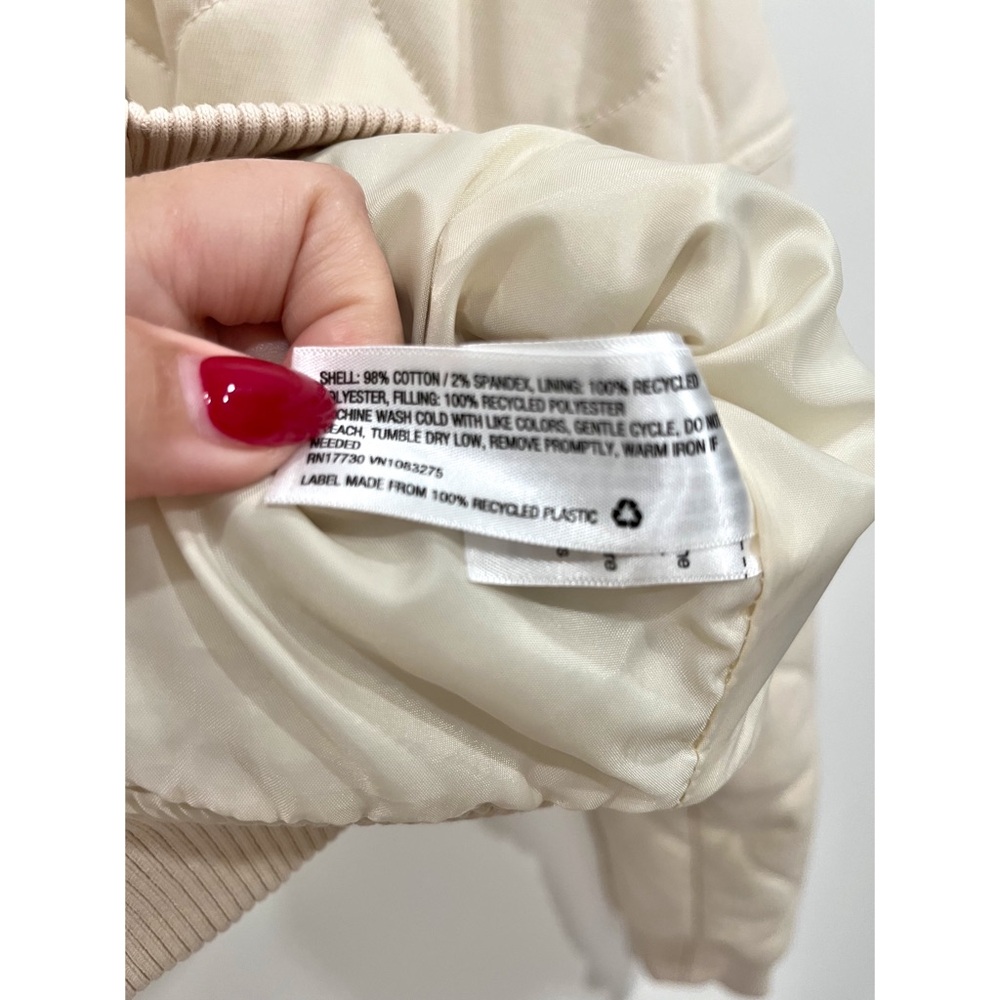 SHELL: 98% COTTON / 2% SPANDEX, LINING: 100% RECYCLED
OLYESTER, FILLING: 100% RECYCLED POLYESTER
CHINE WASH COLD WITH LIKE COLORS, GENTLE CYCLE, DO NOT
LEACH, TUMBLE DRY LOW, REMOVE PROMPTLY, WARM IRON IF
NEEDED
RN17730 VN1083275
LABEL MADE FROM 100% RECYCLED PLASTIC